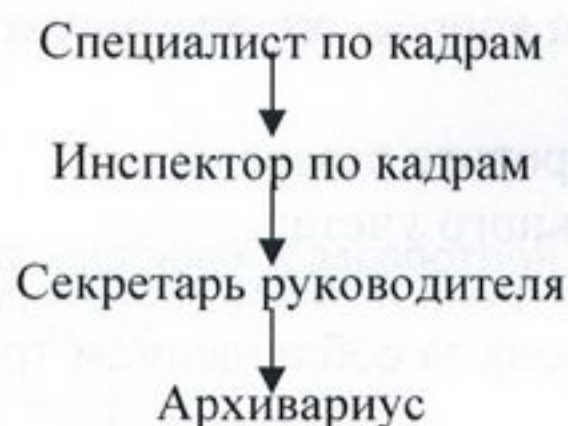 Специалист по кадрам
Инспектор по кадрам
Секретарь руководителя
Архивариус